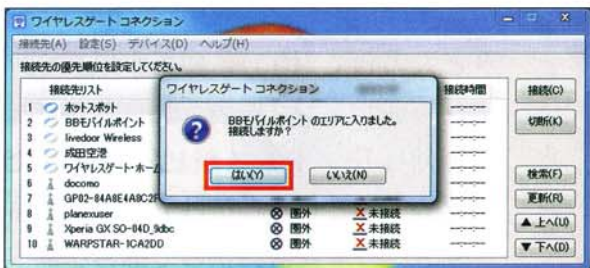 ワイヤレスゲート コネクション
接続先(A) 設定(S) デバイス(D) ヘルプ(H)
接続先の優先順位を設定してください。
接続先リスト
接続時間
接続(C)
1 ホットスポット
2 BBモバイルポイント
切断(K)
3 livedoor Wireless
4 成田空港
5 ワイヤレスゲート・ホーム
検索(F)
6 docomo
7 GP02-84A8E4A8C2F
更新(R)
8 planexuser 圏外 未接続
▲ 上へ(U)
9 Xperia GX SO-04D_9dbc 圏外 未接続
10 WARPSTAR-1CA2DD 圏外 未接続
▼ 下へ(D)
ワイヤレスゲート コネクション
BBモバイルポイント のエリアに入りました。
接続しますか？
はい(Y)
いいえ(N)